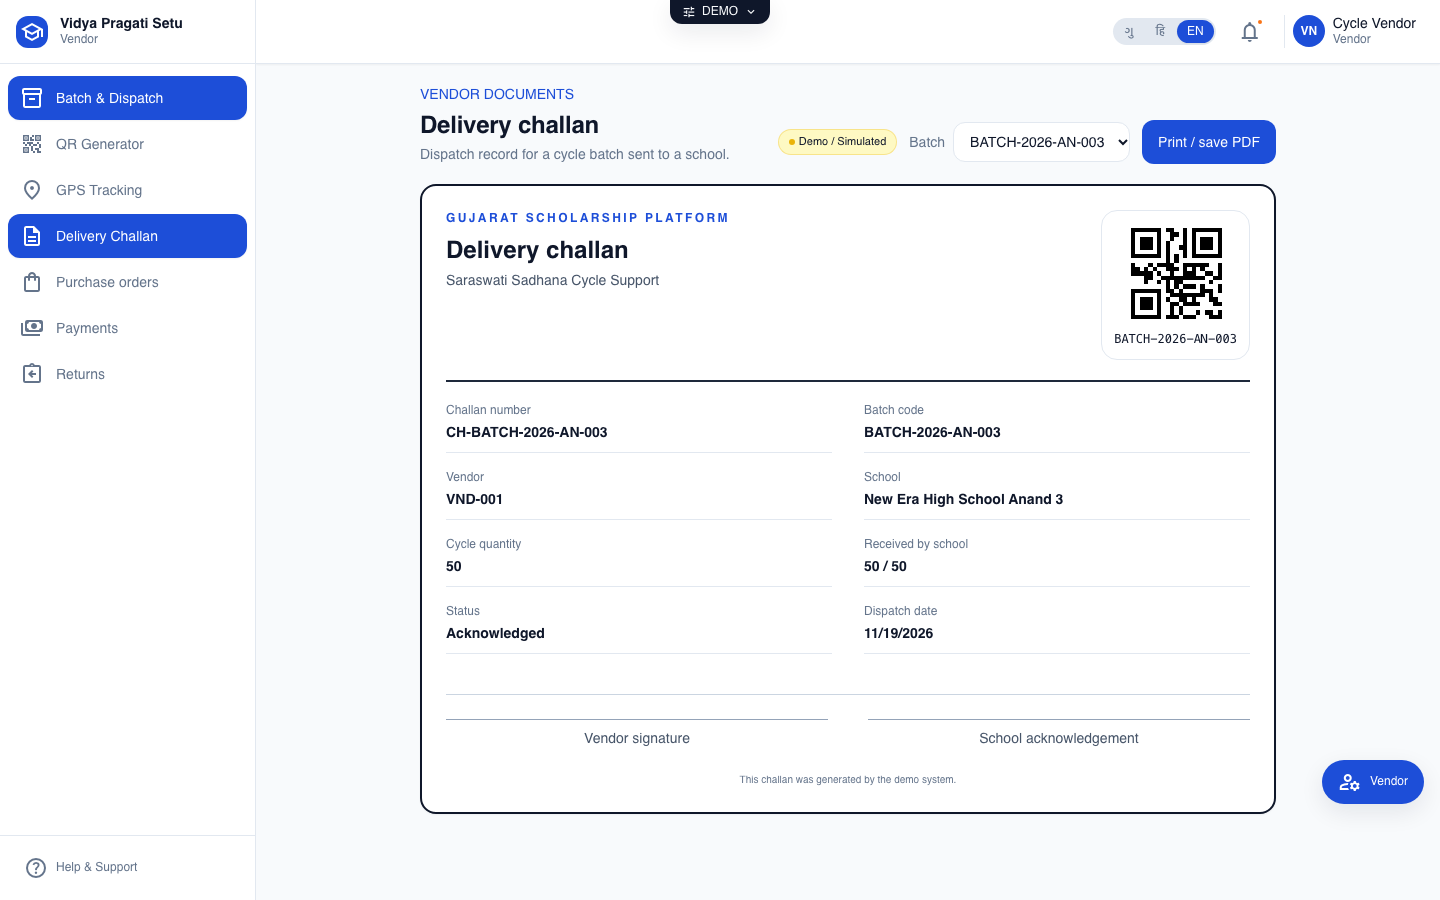 Vidya Pragati Setu
Vendor
DEMO
ગુ
हि
EN
VN
Cycle Vendor
Vendor
Batch & Dispatch
QR Generator
GPS Tracking
Delivery Challan
Purchase orders
Payments
Returns
Help & Support
VENDOR DOCUMENTS
Delivery challan
Dispatch record for a cycle batch sent to a school.
Demo / Simulated
Batch
BATCH-2026-AN-003
Print / save PDF
GUJARAT SCHOLARSHIP PLATFORM
Delivery challan
Saraswati Sadhana Cycle Support
BATCH-2026-AN-003
Challan number
CH-BATCH-2026-AN-003
Batch code
BATCH-2026-AN-003
Vendor
VND-001
School
New Era High School Anand 3
Cycle quantity
50
Received by school
50 / 50
Status
Acknowledged
Dispatch date
11/19/2026
Vendor signature
School acknowledgement
This challan was generated by the demo system.
Vendor